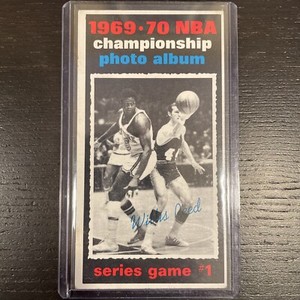 1969-70 NBA
championship
photo album
Willis Reed
series game #1